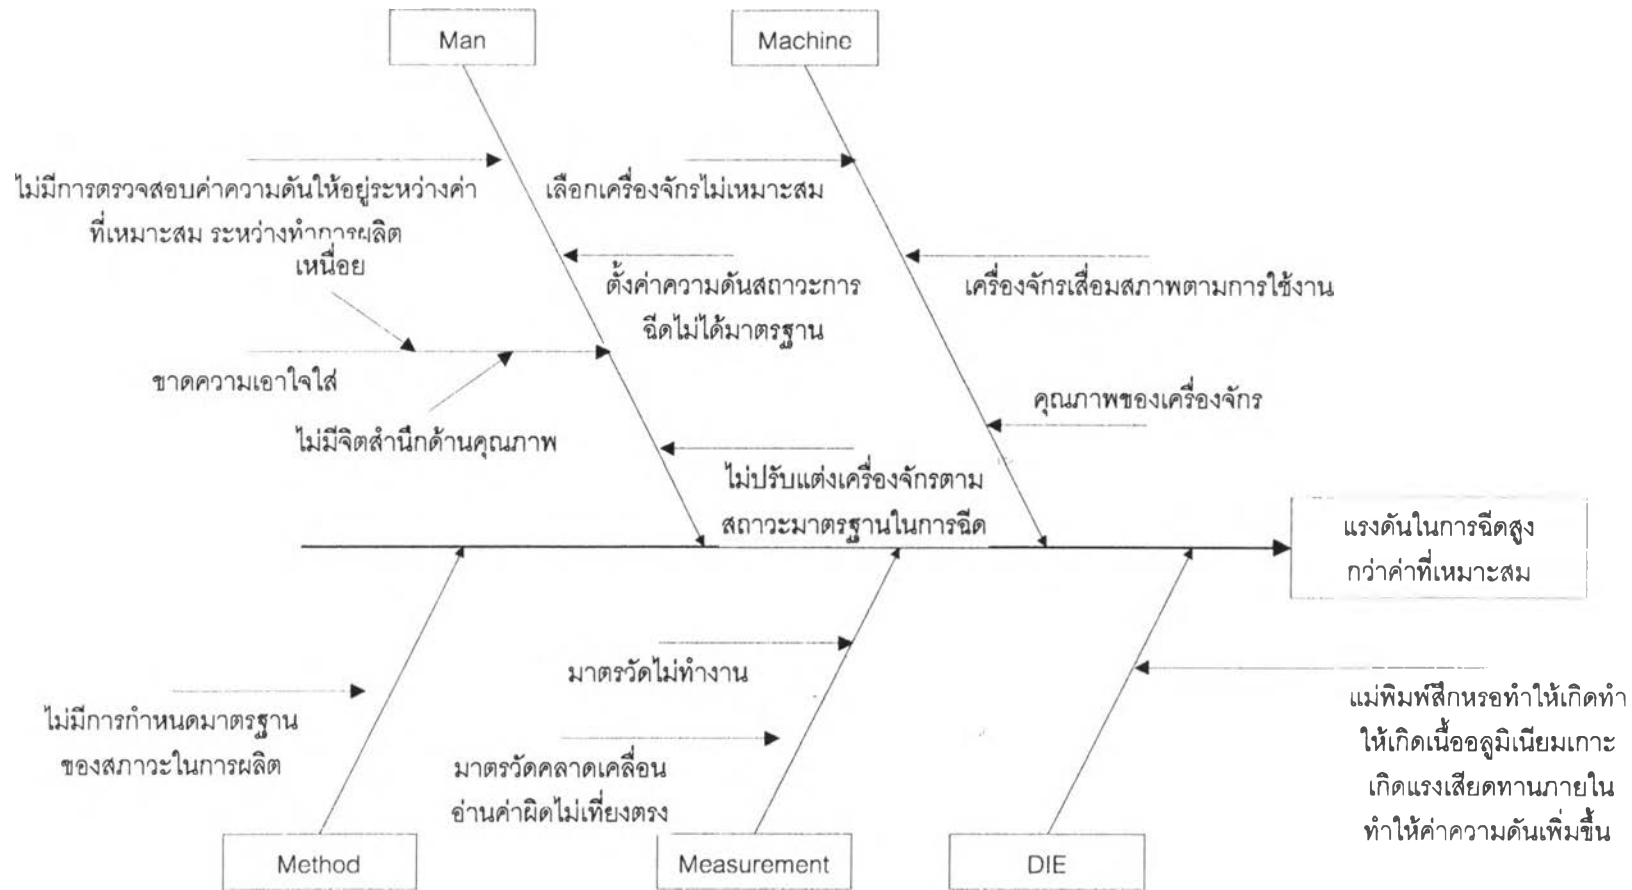 Man
Machine
ไม่มีการตรวจสอบค่าความดันให้อยู่ระหว่างค่า
ที่เหมาะสม ระหว่างทำการผลิต
เหนื่อย
ขาดความเอาใจใส่
ไม่มีจิตสำนึกด้านคุณภาพ
เลือกเครื่องจักรไม่เหมาะสม
ตั้งค่าความดันสถาวะการ
ฉีดไม่ได้มาตรฐาน
ไม่ปรับแต่งเครื่องจักรตาม
สถาวะมาตรฐานในการฉีด
เครื่องจักรเสื่อมสภาพตามการใช้งาน
คุณภาพของเครื่องจักร
แรงดันในการฉีดสูง
กว่าค่าที่เหมาะสม
ไม่มีการกำหนดมาตรฐาน
ของสภาวะในการผลิต
มาตรวัดไม่ทำงาน
มาตรวัดคลาดเคลื่อน
อ่านค่าผิดไม่เที่ยงตรง
แม่พิมพ์สึกหรอทำให้เกิดทำ
ให้เกิดเนื้ออลูมิเนียมเกาะ
เกิดแรงเสียดทานภายใน
ทำให้ค่าความดันเพิ่มขึ้น
Method
Measurement
DIE